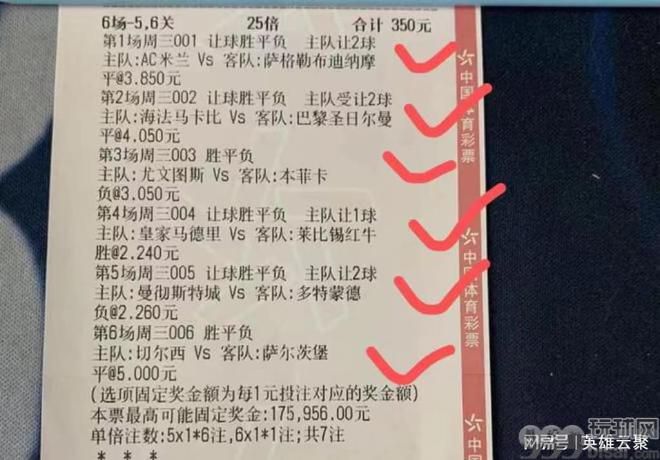 6场-5,6关 25倍 合计 350元
第1场周三001 让球胜平负 主队让2球
主队:AC米兰 Vs 客队:萨格勒布迪纳摩
平@3.850元
第2场周三002 让球胜平负 主队受让2球
主队:海法马卡比 Vs 客队:巴黎圣日尔曼
平@4.050元
第3场周三003 胜平负
主队:尤文图斯 Vs 客队:本菲卡
负@3.050元
第4场周三004 让球胜平负 主队让1球
主队:皇家马德里 Vs 客队:莱比锡红牛
胜@2.240元
第5场周三005 让球胜平负 主队让2球
主队:曼彻斯特城 Vs 客队:多特蒙德
负@2.260元
第6场周三006 胜平负
主队:切尔西 Vs 客队:萨尔茨堡
平@5.000元
(选项固定奖金额为每1元投注对应的奖金额)
本票最高可能固定奖金:175,956.00元
单倍注数:5x1*6注,6x1*1注;共7注
* * *
中国体育彩票
中国体育彩票
中国
网易号 | 英雄云聚
玩球网